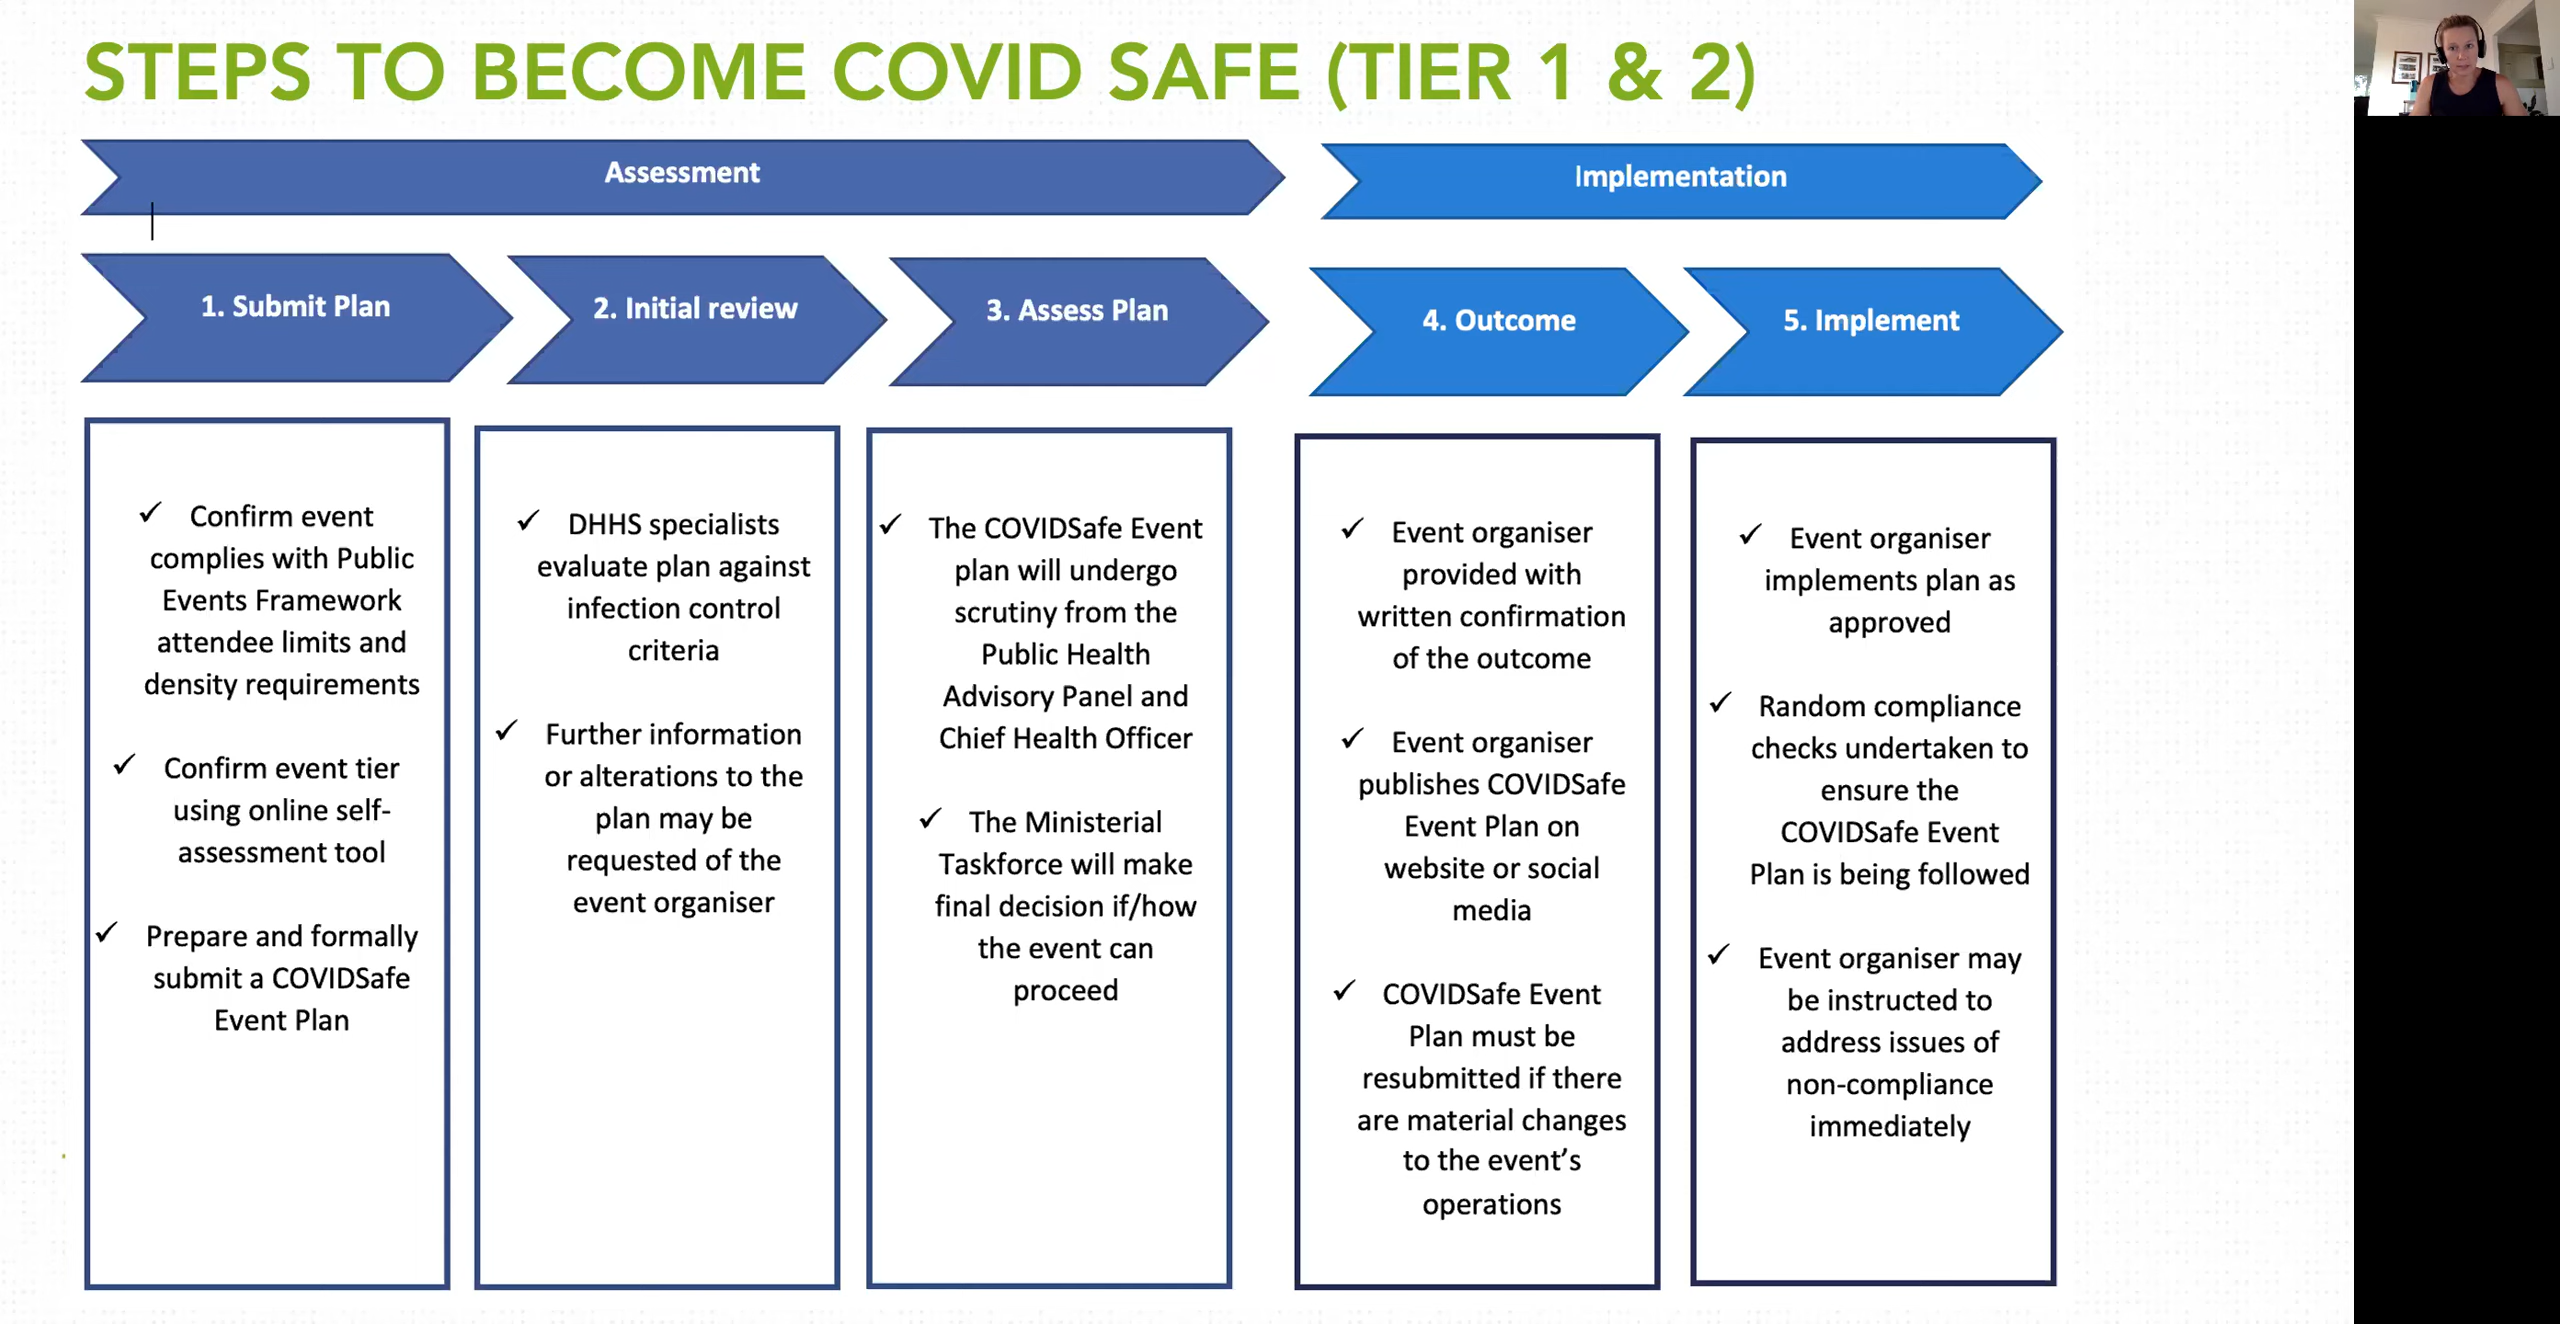 STEPS TO BECOME COVID SAFE (TIER 1 & 2)
Assessment
Implementation
1. Submit Plan
2. Initial review
3. Assess Plan
4. Outcome
5. Implement
✓ Confirm event
complies with Public
Events Framework
attendee limits and
density requirements
✓ Confirm event tier
using online self-
assessment tool
✓ Prepare and formally
submit a COVIDSafe
Event Plan
✓ DHHS specialists
evaluate plan against
infection control
criteria
✓ Further information
or alterations to the
plan may be
requested of the
event organiser
✓ The COVIDSafe Event
plan will undergo
scrutiny from the
Public Health
Advisory Panel and
Chief Health Officer
✓ The Ministerial
Taskforce will make
final decision if/how
the event can
proceed
✓ Event organiser
provided with
written confirmation
of the outcome
✓ Event organiser
publishes COVIDSafe
Event Plan on
website or social
media
✓ COVIDSafe Event
Plan must be
resubmitted if there
are material changes
to the event’s
operations
✓ Event organiser
implements plan as
approved
✓ Random compliance
checks undertaken to
ensure the
COVIDSafe Event
Plan is being followed
✓ Event organiser may
be instructed to
address issues of
non-compliance
immediately